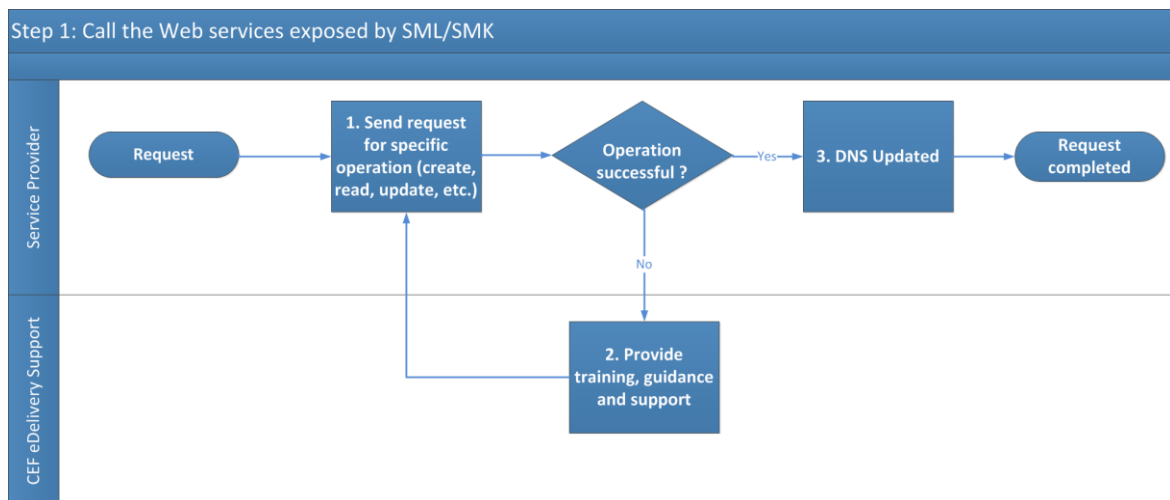 Step 1: Call the Web services exposed by SML/SMK
Service Provider
Request
1. Send request
for specific
operation (create,
read, update, etc.)
Operation
successful ?
Yes
3. DNS Updated
Request
completed
No
CEF eDelivery Support
2. Provide
training, guidance
and support